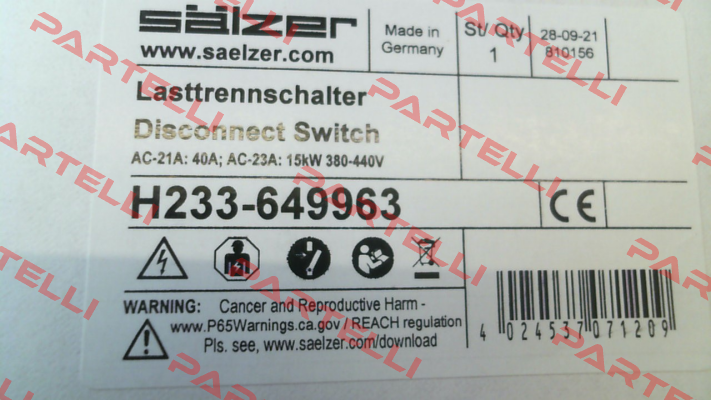 sälzer
www.saelzer.com
Made in
Germany
St/ Qty
1
28-09-21
810156
Lasttrennschalter
Disconnect Switch
AC-21A: 40A; AC-23A: 15kW 380-440V
H233-649963
CE
WARNING: Cancer and Reproductive Harm -
www.P65Warnings.ca.gov / REACH regulation
Pls. see, www.saelzer.com/download
4 024537 071209
PARTELLI
PARTELLI
PARTELLI
PARTELLI
PARTELLI
PARTELLI